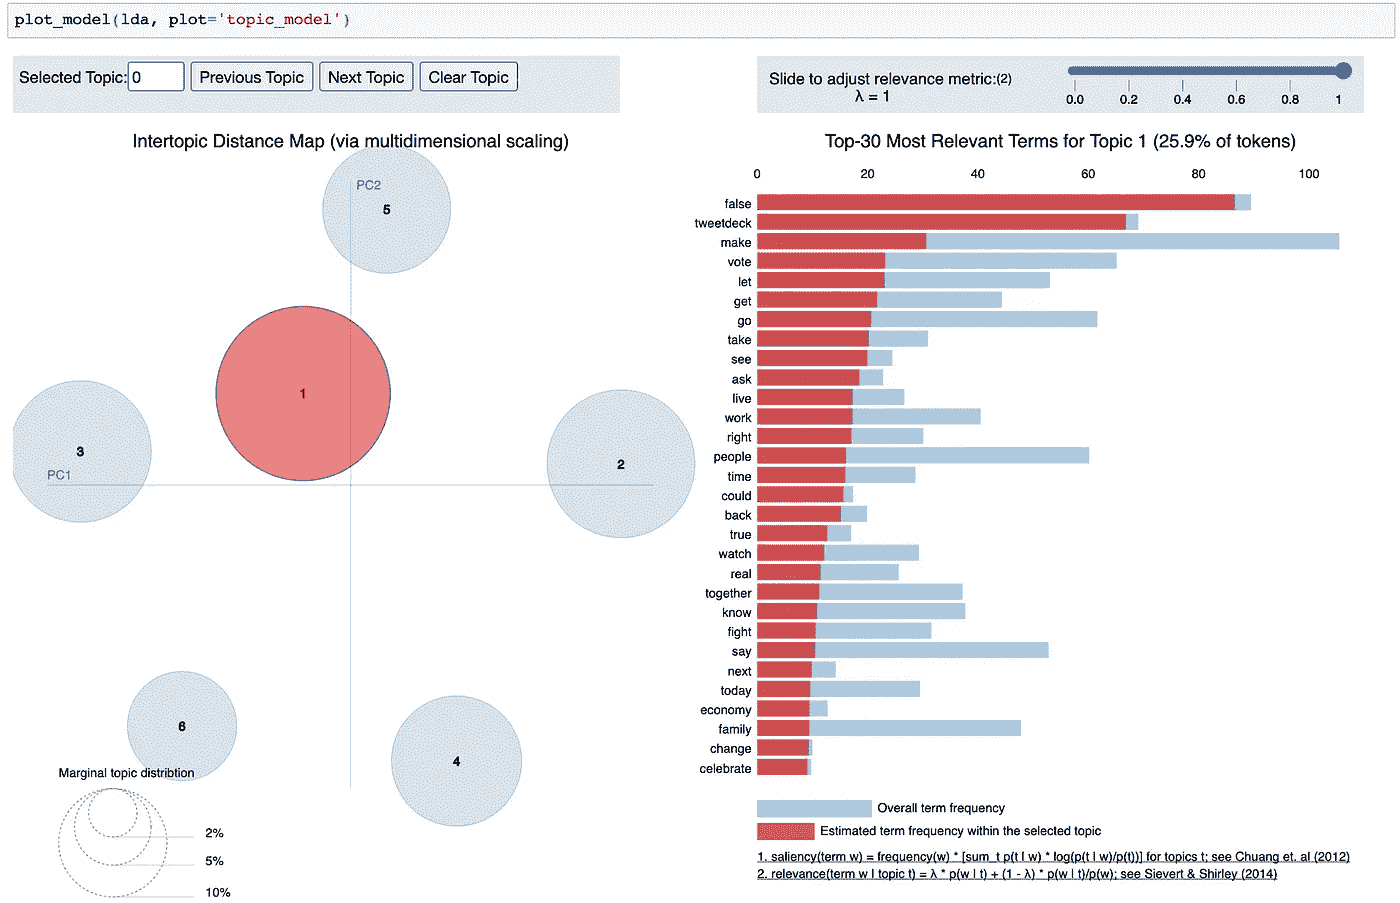 plot_model(lda, plot='topic_model')
Selected Topic: 0 Previous Topic Next Topic Clear Topic
Slide to adjust relevance metric:(2)
λ = 1
0.0 0.2 0.4 0.6 0.8 1
Intertopic Distance Map (via multidimensional scaling)
PC2
5
1
3
PC1
2
6
4
Marginal topic distribtion
2%
5%
10%
Top-30 Most Relevant Terms for Topic 1 (25.9% of tokens)
0 20 40 60 80 100
false
tweetdeck
make
vote
let
get
go
take
see
ask
live
work
right
people
time
could
back
true
watch
real
together
know
fight
say
next
today
economy
family
change
celebrate
Overall term frequency
Estimated term frequency within the selected topic
1. saliency(term w) = frequency(w) * [sum_t p(t | w) * log(p(t | w)/p(t))] for topics t; see Chuang et. al (2012)
2. relevance(term w | topic t) = λ * p(w | t) + (1 - λ) * p(w | t)/p(w); see Sievert & Shirley (2014)